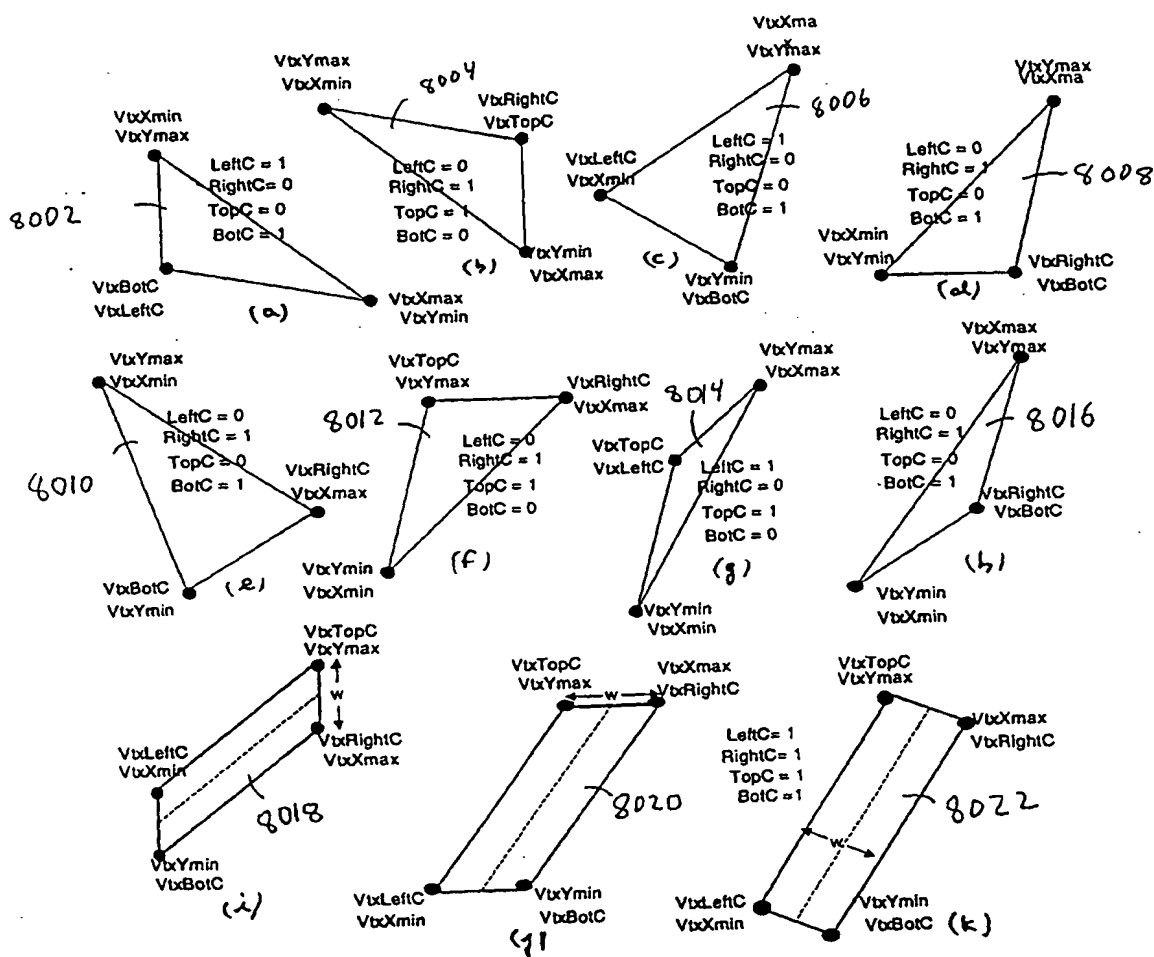 VtxXmin
VtxYmax
LeftC = 1
RightC= 0
TopC = 0
BotC = 1
8002
VtxBotC
VtxLeftC
VtxXmax
VtxYmin
(a)
VtxYmax
VtxXmin
8004
VtxRightC
VtxTopC
LeftC = 0
RightC = 1
TopC = 1
BotC = 0
VtxYmin
VtxXmax
(b)
VtxXma
x
VtxYmax
8006
VtxLeftC
VtxXmin
LeftC = 1
RightC = 0
TopC = 0
BotC = 1
VtxYmin
VtxBotC
(c)
VtxYmax
VtxXma
LeftC = 0
RightC = 1
TopC = 0
BotC = 1
8008
VtxXmin
VtxYmin
VtxRightC
VtxBotC
(d)
VtxYmax
VtxXmin
LeftC = 0
RightC = 1
TopC = 0
BotC = 1
8010
VtxRightC
VtxXmax
VtxBotC
VtxYmin
(e)
VtxTopC
VtxYmax
VtxRightC
VtxXmax
8012
LeftC = 0
RightC = 1
TopC = 1
BotC = 0
VtxYmin
VtxXmin
(f)
VtxYmax
VtxXmax
8014
VtxTopC
VtxLeftC
LeftC = 1
RightC = 0
TopC = 1
BotC = 0
VtxYmin
VtxXmin
(g)
VtxXmax
VtxYmax
LeftC = 0
RightC = 1
TopC = 0
BotC = 1
8016
VtxRightC
VtxBotC
VtxYmin
VtxXmin
(h)
VtxTopC
VtxYmax
w
VtxLeftC
VtxXmin
VtxRightC
VtxXmax
8018
VtxYmin
VtxBotC
(i)
VtxTopC
VtxYmax
w
VtxXmax
VtxRightC
8020
VtxLeftC
VtxXmin
VtxYmin
VtxBotC
(j)
VtxTopC
VtxYmax
VtxXmax
VtxRightC
LeftC= 1
RightC = 1
TopC = 1
BotC =1
8022
w
VtxLeftC
VtxXmin
VtxYmin
VtxBotC
(k)